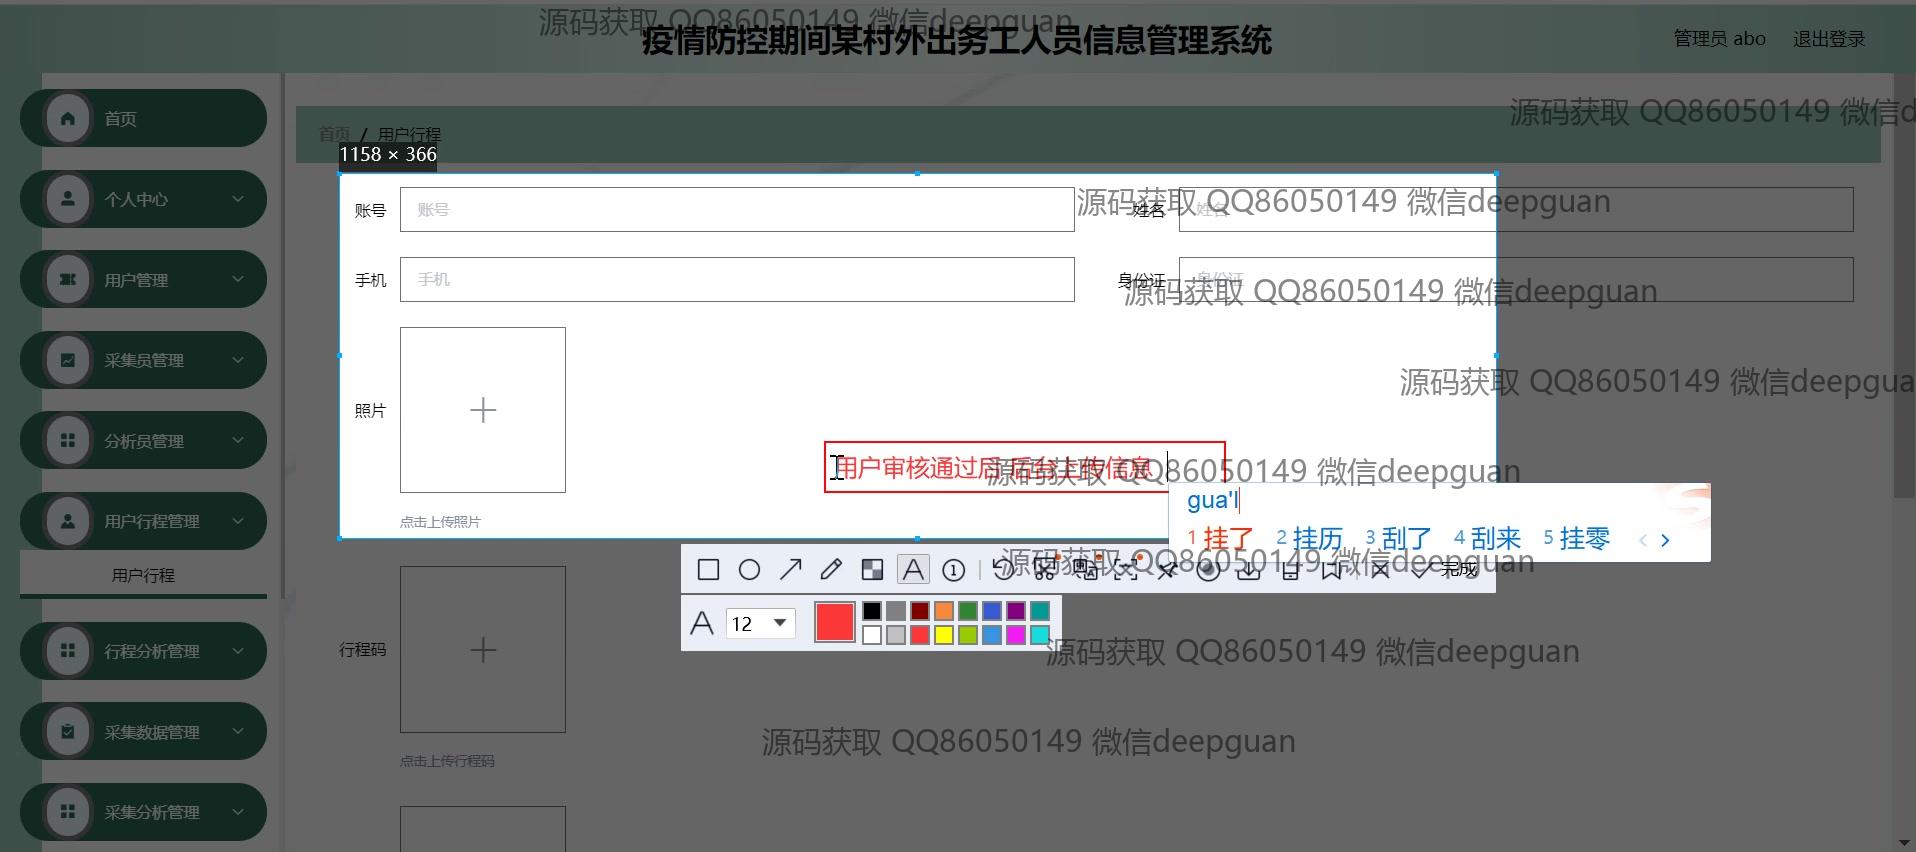 源码获取 QQ86050149 微信deepguan
疫情防控期间某村外出务工人员信息管理系统
管理员 abo
退出登录
首页
个人中心
用户管理
采集员管理
分析员管理
用户行程管理
用户行程
行程分析管理
采集数据管理
采集分析管理
源码获取 QQ86050149 微信d
首页 / 用户行程
1158 × 366
账号
账号
姓名
姓名
源码获取 QQ86050149 微信deepguan
手机
手机
身份证
身份证
源码获取 QQ86050149 微信deepguan
源码获取 QQ86050149 微信deepgua
照片
用户审核通过后 后台上传信息
源码获取 QQ86050149 微信deepguan
点击上传照片
gua'l
1 挂了 2 挂历 3 刮了 4 刮来 5 挂零
源码获取 QQ86050149 微信deepguan
完成
12
源码获取 QQ86050149 微信deepguan
行程码
源码获取 QQ86050149 微信deepguan
点击上传行程码